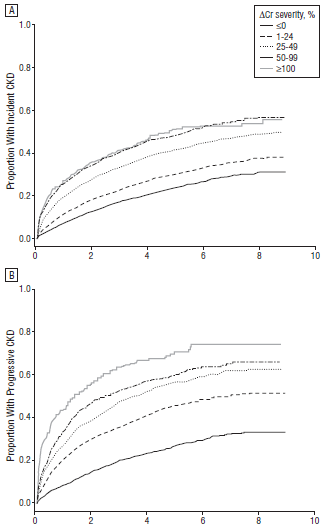 A
ΔCr severity, %
≤0
1-24
25-49
50-99
≥100
Proportion With Incident CKD
1.0
0.8
0.6
0.4
0.2
0.0
0 2 4 6 8 10
B
Proportion With Progressive CKD
1.0
0.8
0.6
0.4
0.2
0.0
0 2 4 6 8 10